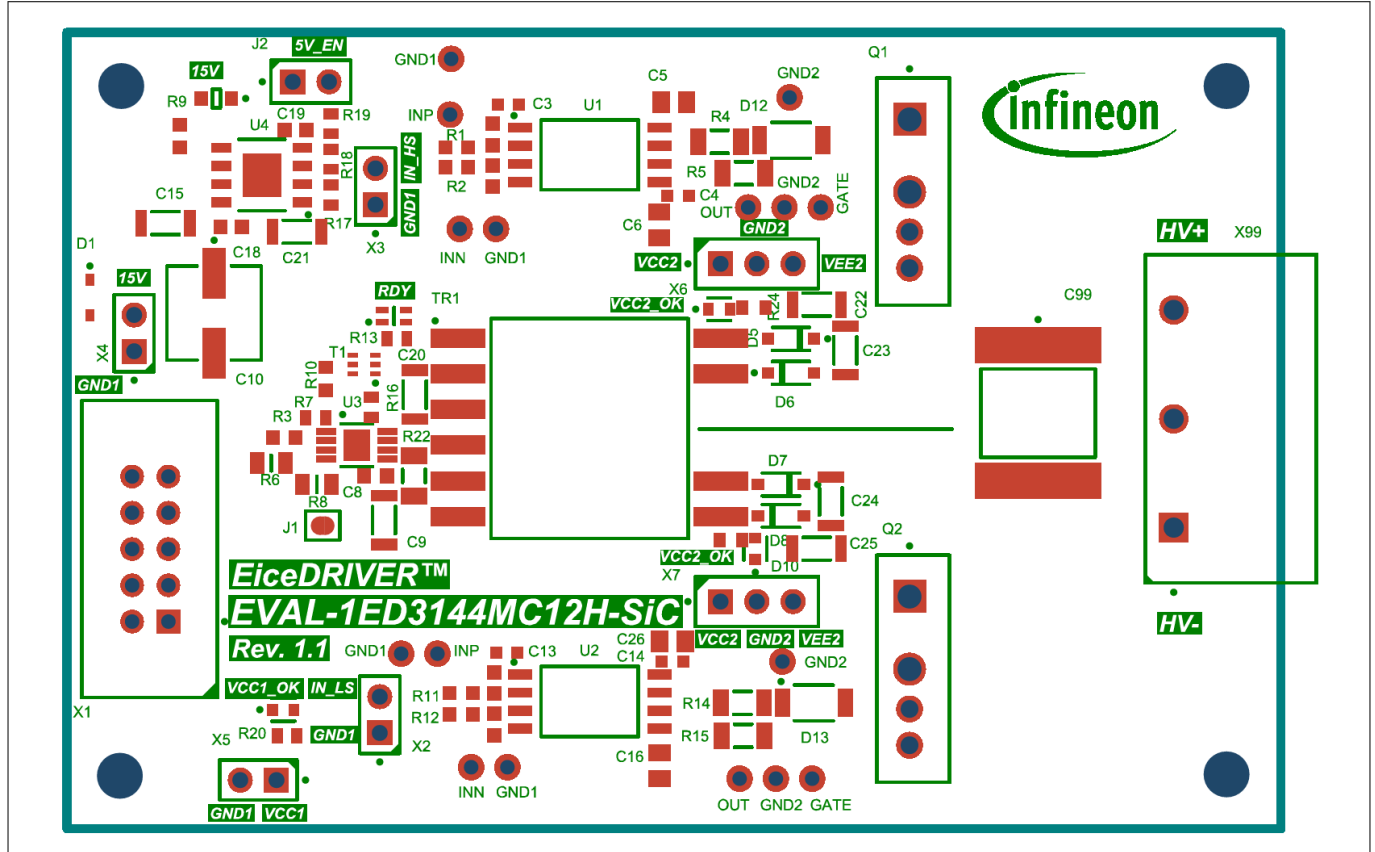 J2
5V_EN
GND1
Q1
15V
C5
GND2
Infineon
R9
C19
R19
INP
C3
U1
R4
D12
U4
R1
R18
IN_HS
R2
R5
GND2
C15
C4
GATE
GND1
OUT
R17
C6
GND2
HV+
X99
X3
D1
C18
C21
INN
GND1
VCC2
VEE2
15V
RDY
TR1
X6
VCC2_OK
R24
C22
C99
R13
D5
X4
T1
C20
C23
GND1
C10
R10
R16
D6
R7
U3
R3
R22
D7
R6
C8
R8
C24
J1
C9
Q2
D8
C25
VCC2_OK
D10
X7
EiceDRIVER™
EVAL-1ED3144MC12H-SiC
HV-
Rev. 1.1
GND1
INP
C13
U2
C26
VCC2
GND2
VEE2
C14
GND2
VCC1_OK
IN_LS
R11
R14
X1
R12
R20
X5
GND1
X2
R15
D13
C16
INN
GND1
OUT
GND2
GATE
GND1
VCC1